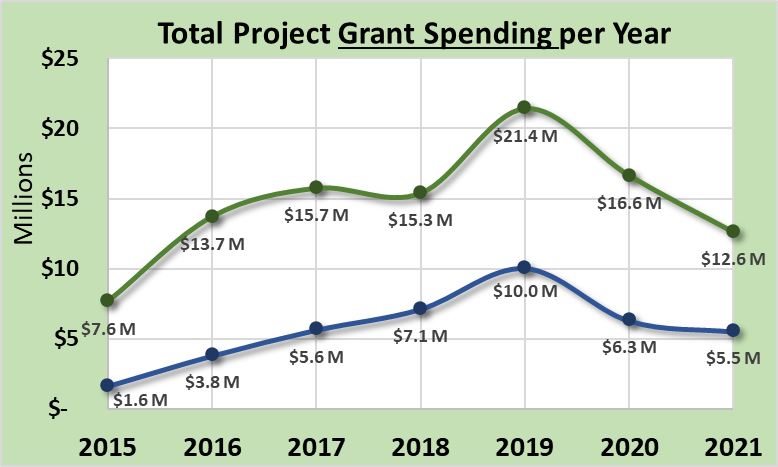 Total Project Grant Spending per Year
Millions
$25
$20
$15
$10
$5
$-
$7.6 M
$13.7 M
$15.7 M
$15.3 M
$21.4 M
$16.6 M
$12.6 M
$1.6 M
$3.8 M
$5.6 M
$7.1 M
$10.0 M
$6.3 M
$5.5 M
2015 2016 2017 2018 2019 2020 2021